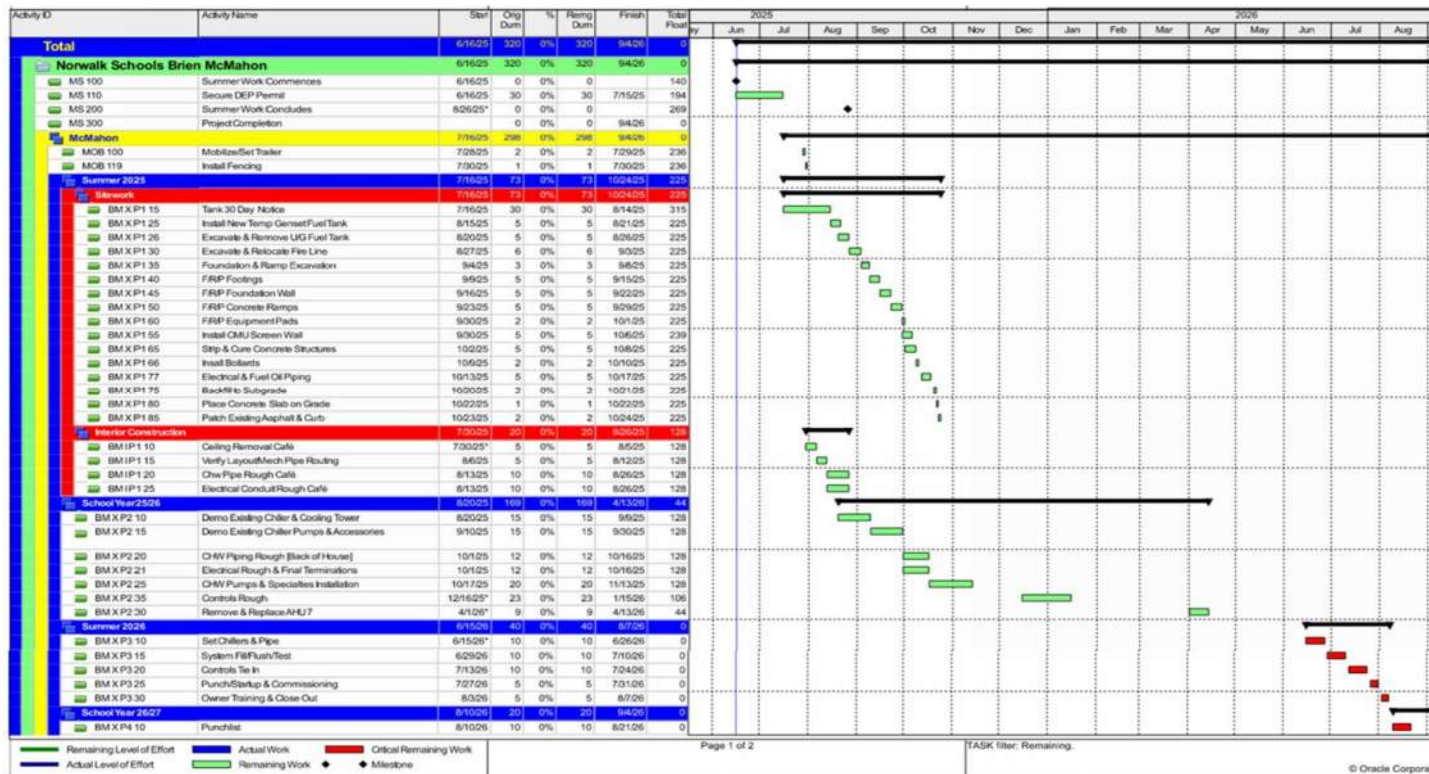 Activity ID Activity Name Start Orig Durn % Remg Durn Finish Total Float 2025 2026
Jun Jul Aug Sep Oct Nov Dec Jan Feb Mar Apr May Jun Jul Aug
Total 6/16/25 320 0% 320 9/4/26 0
Norwalk Schools Brien McMahon 6/16/25 320 0% 320 9/4/26 0
MS 100 Summer Work Commences 6/16/25 0 0% 0 140
MS 110 Secure DEP Permit 6/16/25 30 0% 30 7/15/25 194
MS 200 Summer Work Concludes 8/26/25* 0 0% 0 269
MS 300 Project Completion 0 0% 0 9/4/26 0
McMahon 7/16/25 298 0% 298 9/4/26 0
MOB 100 Mobilize/Set Trailer 7/28/25 2 0% 2 7/29/25 236
MOB 119 Install Fencing 7/30/25 1 0% 1 7/30/25 236
Summer 2025 7/16/25 73 0% 73 10/24/25 225
Sitework 7/16/25 73 0% 73 10/24/25 225
BM XP1 15 Tank 30 Day Notice 7/16/25 30 0% 30 8/14/25 315
BM XP1 25 Install New Temp Genset Fuel Tank 8/15/25 5 0% 5 8/21/25 225
BM XP1 26 Excavate & Remove U/G Fuel Tank 8/20/25 5 0% 5 8/26/25 225
BM XP1 30 Excavate & Relocate Fire Line 8/27/25 6 0% 6 9/3/25 225
BM XP1 35 Foundation & Ramp Excavation 9/4/25 3 0% 3 9/8/25 225
BM XP1 40 F/R/P Footings 9/9/25 5 0% 5 9/15/25 225
BM XP1 45 F/R/P Foundation Wall 9/16/25 5 0% 5 9/22/25 225
BM XP1 50 F/R/P Concrete Ramps 9/23/25 5 0% 5 9/29/25 225
BM XP1 60 F/R/P Equipment Pads 9/30/25 2 0% 2 10/1/25 225
BM XP1 55 Install CMU Screen Wall 9/30/25 5 0% 5 10/6/25 239
BM XP1 65 Strip & Cure Concrete Structures 10/2/25 5 0% 5 10/8/25 225
BM XP1 66 Insall Bollards 10/9/25 2 0% 2 10/10/25 225
BM XP1 77 Electrical & Fuel Oil Piping 10/13/25 5 0% 5 10/17/25 225
BM XP1 75 Backfill to Subgrade 10/20/25 2 0% 2 10/21/25 225
BM XP1 80 Place Concrete Slab on Grade 10/22/25 1 0% 1 10/22/25 225
BM XP1 85 Patch Existing Asphalt & Curb 10/23/25 2 0% 2 10/24/25 225
Interior Construction 7/30/25 20 0% 20 8/26/25 128
BM IP1 10 Ceiling Removal Café 7/30/25* 5 0% 5 8/5/25 128
BM IP1 15 Verify Layout/Mech Pipe Routing 8/6/25 5 0% 5 8/12/25 128
BM IP1 20 Chw Pipe Rough Café 8/13/25 10 0% 10 8/26/25 128
BM IP1 25 Electrical Conduit Rough Café 8/13/25 10 0% 10 8/26/25 128
School Year 25/26 8/20/25 169 0% 169 4/13/26 44
BM XP2 10 Demo Existing Chiller & Cooling Tower 8/20/25 15 0% 15 9/9/25 128
BM XP2 15 Demo Existing Chiller Pumps & Accessories 9/10/25 15 0% 15 9/30/25 128
BM XP2 20 CHW Piping Rough [Back of House] 10/1/25 12 0% 12 10/16/25 128
BM XP2 21 Electrical Rough & Final Terminations 10/1/25 12 0% 12 10/16/25 128
BM XP2 25 CHW Pumps & Specialties Installation 10/17/25 20 0% 20 11/13/25 128
BM XP2 35 Controls Rough 12/16/25* 23 0% 23 1/15/26 106
BM XP2 30 Remove & Replace AHU 7 4/1/26* 9 0% 9 4/13/26 44
Summer 2026 6/15/26 40 0% 40 8/7/26 0
BM XP3 10 Set Chillers & Pipe 6/15/26* 10 0% 10 6/26/26 0
BM XP3 15 System Fill/Flush/Test 6/29/26 10 0% 10 7/10/26 0
BM XP3 20 Controls Tie In 7/13/26 10 0% 10 7/24/26 0
BM XP3 25 Punch/Startup & Commissioning 7/27/26 5 0% 5 7/31/26 0
BM XP3 30 Owner Training & Close Out 8/3/26 5 0% 5 8/7/26 0
School Year 26/27 8/10/26 20 0% 20 9/4/26 0
BM XP4 10 Punchlist 8/10/26 10 0% 10 8/21/26 0
Remaining Level of Effort Actual Work Critical Remaining Work Page 1 of 2 TASK filter: Remaining.
Actual Level of Effort Remaining Work Milestone
© Oracle